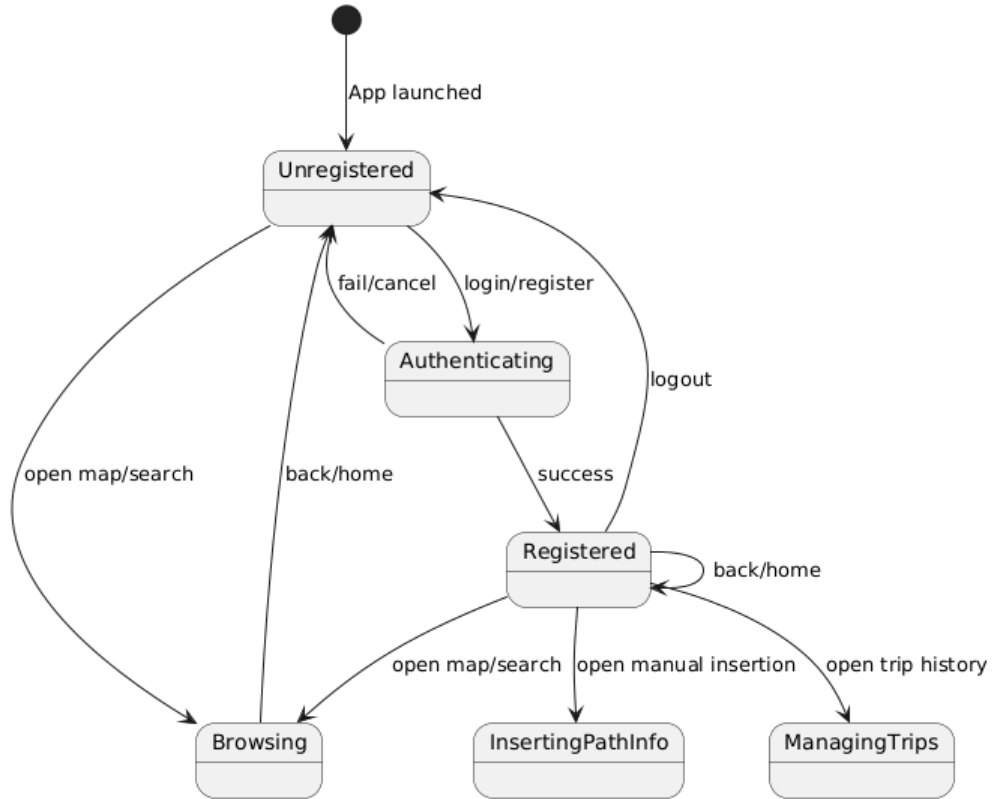 App launched
Unregistered
fail/cancel
login/register
Authenticating
logout
open map/search
back/home
success
Registered
back/home
open map/search
open manual insertion
open trip history
Browsing
InsertingPathInfo
ManagingTrips